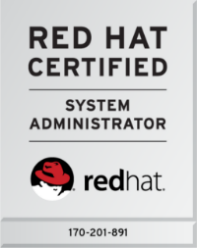 RED HAT
CERTIFIED
SYSTEM
ADMINISTRATOR
redhat.
170-201-891